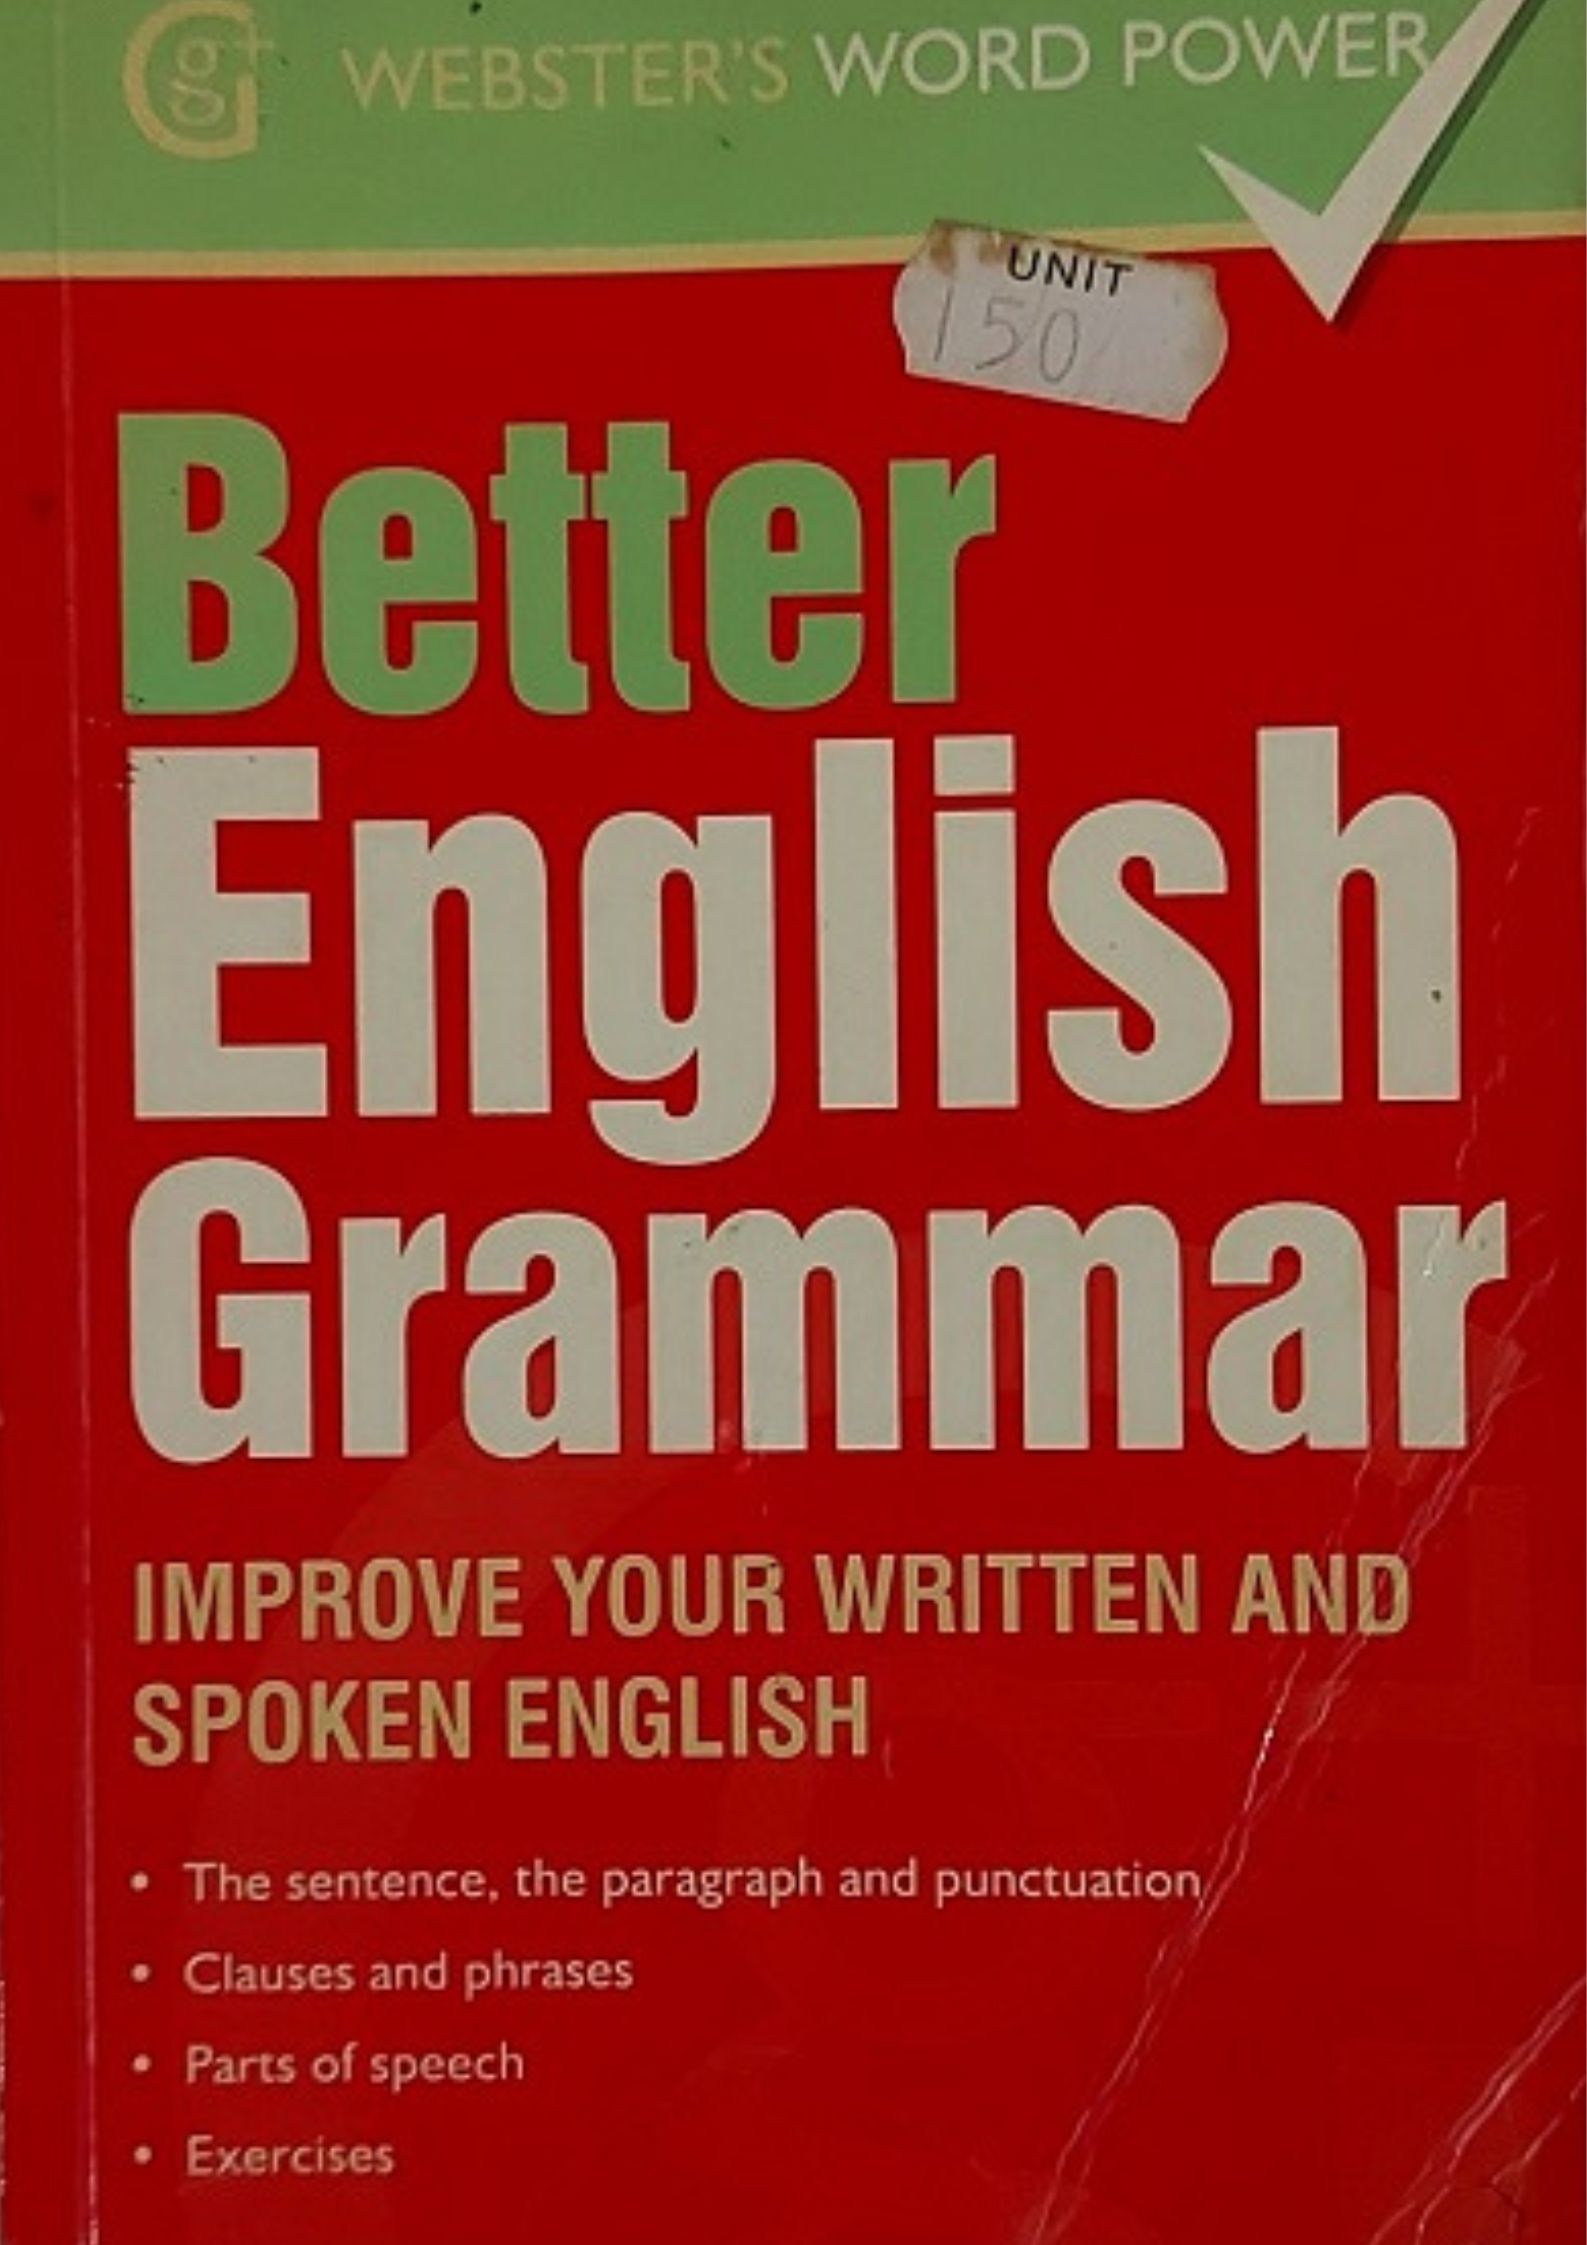 Gg+ WEBSTER'S WORD POWER
UNIT
150
Better
English
Grammar
IMPROVE YOUR WRITTEN AND
SPOKEN ENGLISH
• The sentence, the paragraph and punctuation
• Clauses and phrases
• Parts of speech
• Exercises